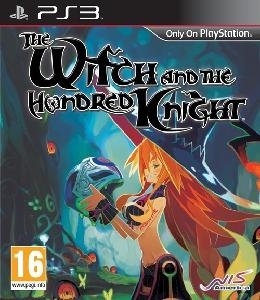 PS3
Only On PlayStation®
THE
WITCH AND THE
HUNDRED KNIGHT
16
www.pegi.info
NIS
America